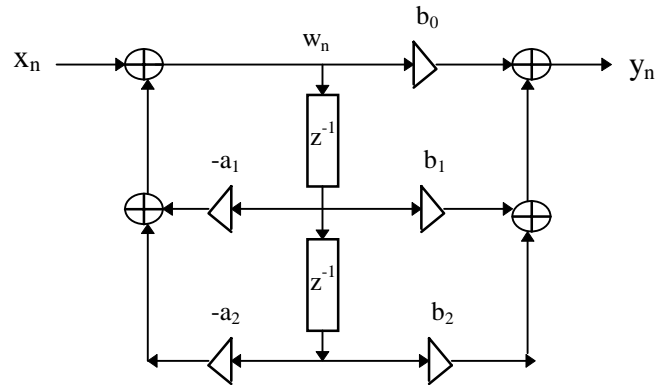 b₀
xₙ wₙ yₙ
z⁻¹
-a₁ b₁
z⁻¹
-a₂ b₂